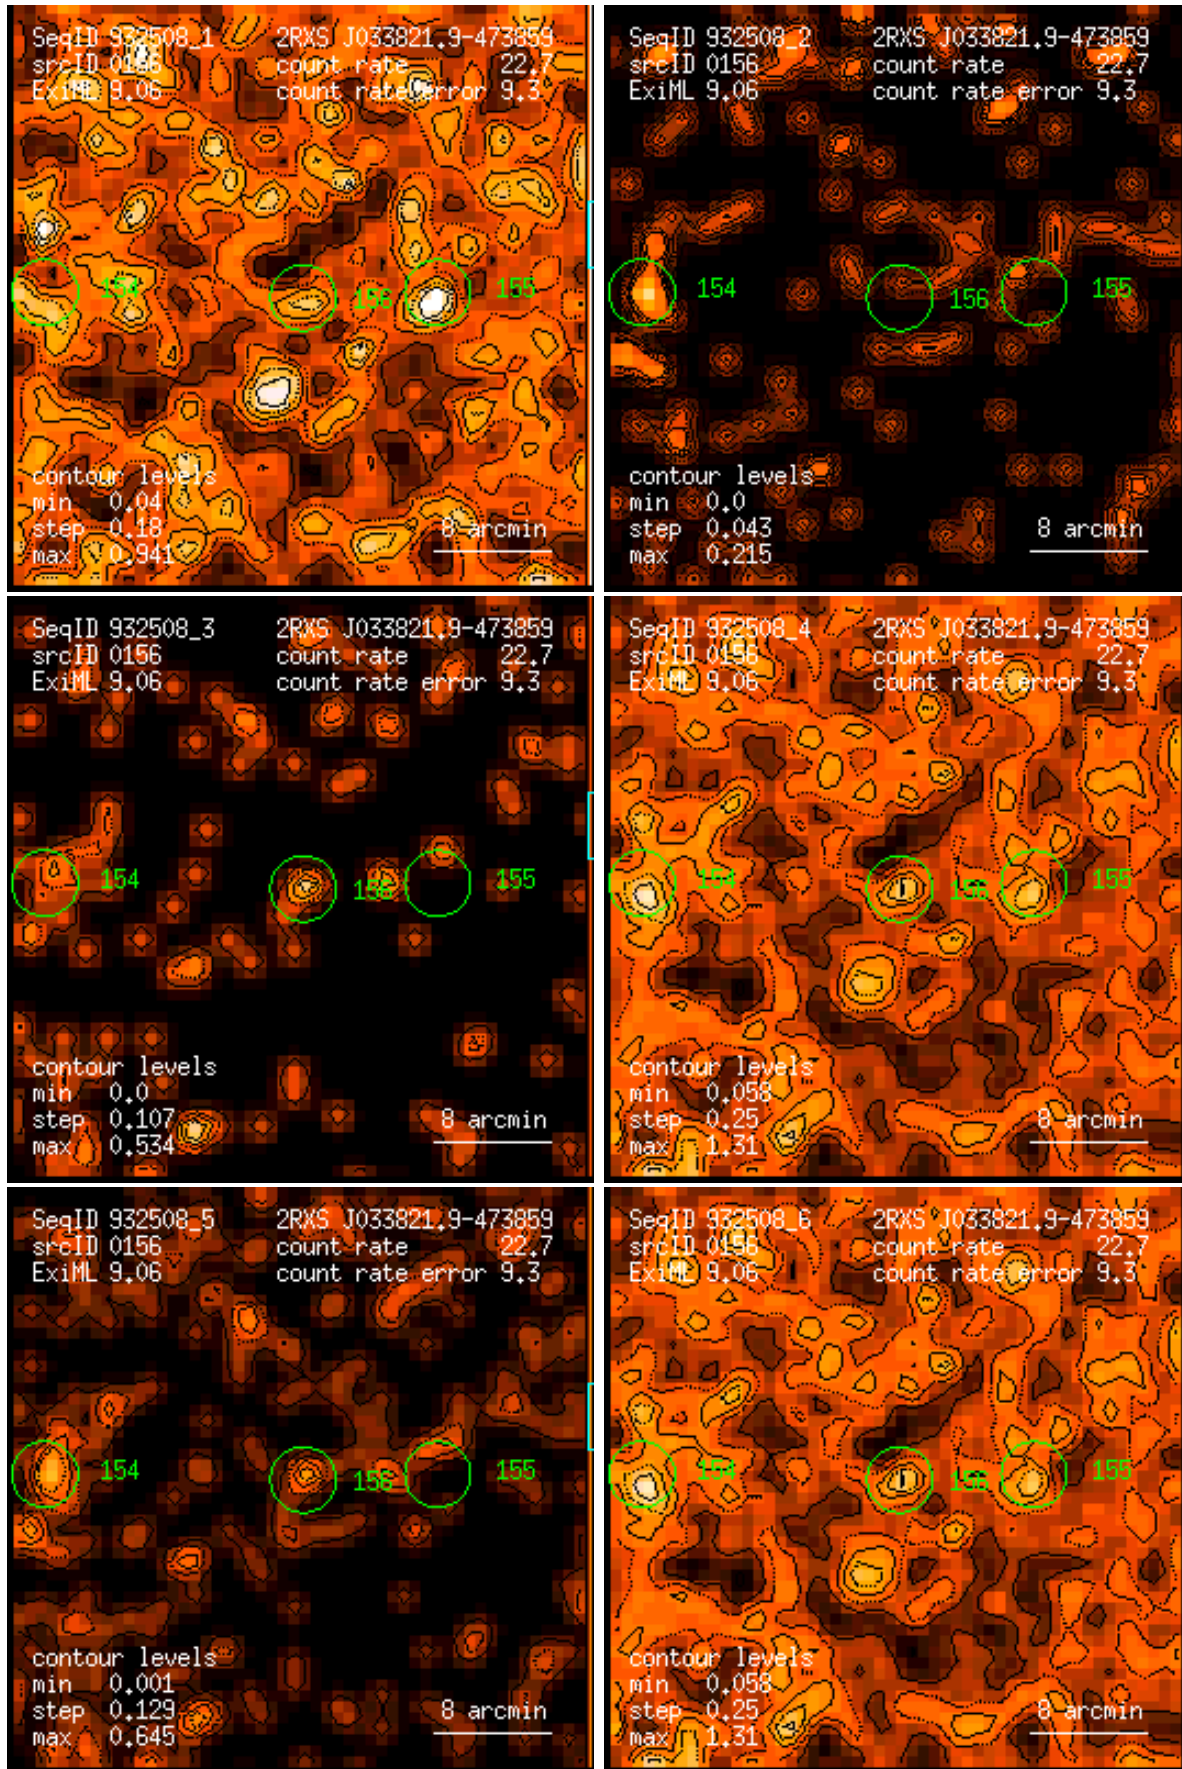 SeqID 932508_1 2RXS J033821.9-473859
srcID 0156 count rate 22.7
ExiML 9.06 count rate error 9.3
154 156 155
contour levels
min 0.04
step 0.18 8 arcmin
max 0.941
SeqID 932508_2 2RXS J033821.9-473859
srcID 0156 count rate 22.7
ExiML 9.06 count rate error 9.3
154 156 155
contour levels
min 0.0
step 0.043 8 arcmin
max 0.215
SeqID 932508_3 2RXS J033821.9-473859
srcID 0156 count rate 22.7
ExiML 9.06 count rate error 9.3
154 156 155
contour levels
min 0.0
step 0.107 8 arcmin
max 0.534
SeqID 932508_4 2RXS J033821.9-473859
srcID 0156 count rate 22.7
ExiML 9.06 count rate error 9.3
154 156 155
contour levels
min 0.058
step 0.25 8 arcmin
max 1.31
SeqID 932508_5 2RXS J033821.9-473859
srcID 0156 count rate 22.7
ExiML 9.06 count rate error 9.3
154 156 155
contour levels
min 0.001
step 0.129 8 arcmin
max 0.645
SeqID 932508_6 2RXS J033821.9-473859
srcID 0156 count rate 22.7
ExiML 9.06 count rate error 9.3
154 156 155
contour levels
min 0.058
step 0.25 8 arcmin
max 1.31